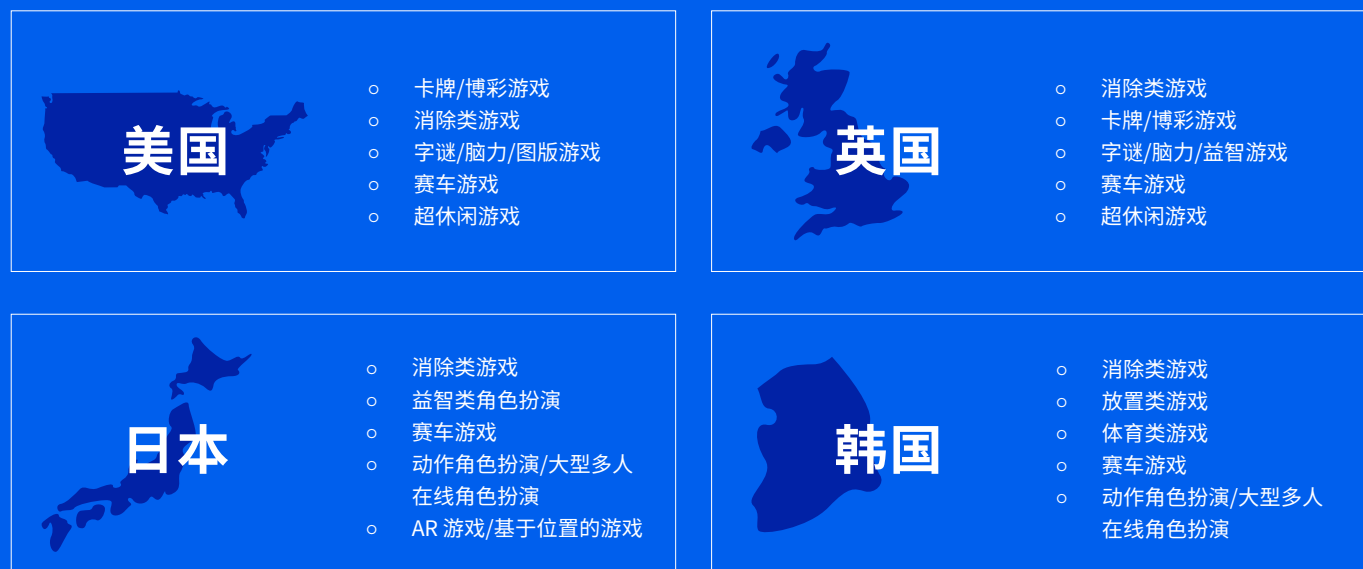 美国
○ 卡牌/博彩游戏
○ 消除类游戏
○ 字谜/脑力/图版游戏
○ 赛车游戏
○ 超休闲游戏
英国
○ 消除类游戏
○ 卡牌/博彩游戏
○ 字谜/脑力/益智游戏
○ 赛车游戏
○ 超休闲游戏
日本
○ 消除类游戏
○ 益智类角色扮演
○ 赛车游戏
○ 动作角色扮演/大型多人
在线角色扮演
○ AR 游戏/基于位置的游戏
韩国
○ 消除类游戏
○ 放置类游戏
○ 体育类游戏
○ 赛车游戏
○ 动作角色扮演/大型多人
在线角色扮演